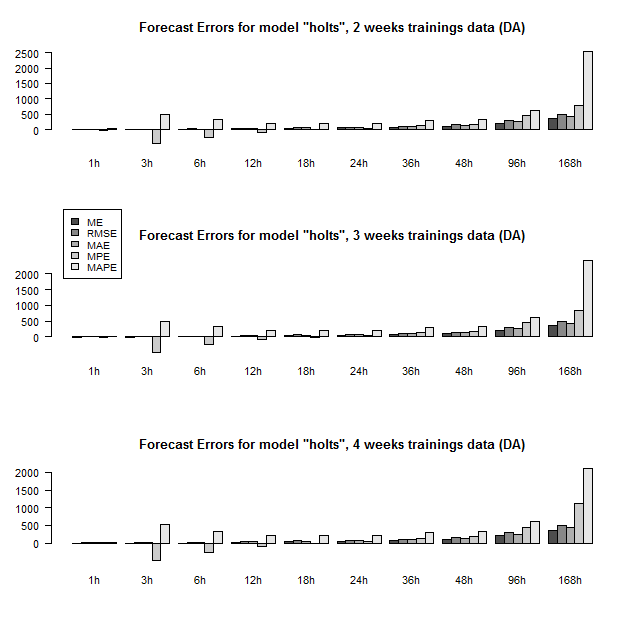 Forecast Errors for model "holts", 2 weeks trainings data (DA)
2500
2000
1500
1000
500
0
1h 3h 6h 12h 18h 24h 36h 48h 96h 168h
ME
RMSE
MAE
MPE
MAPE
Forecast Errors for model "holts", 3 weeks trainings data (DA)
2000
1500
1000
500
0
1h 3h 6h 12h 18h 24h 36h 48h 96h 168h
Forecast Errors for model "holts", 4 weeks trainings data (DA)
2000
1500
1000
500
0
1h 3h 6h 12h 18h 24h 36h 48h 96h 168h